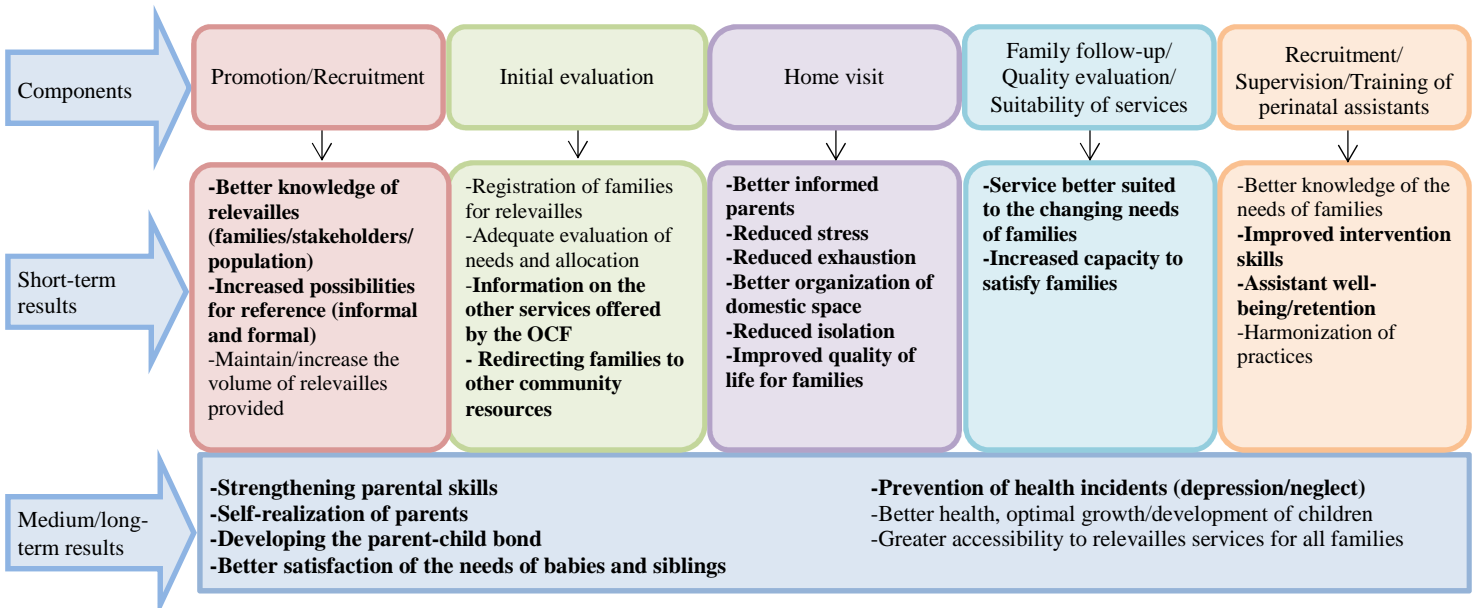 Components
Promotion/Recruitment
Initial evaluation
Home visit
Family follow-up/
Quality evaluation/
Suitability of services
Recruitment/
Supervision/Training of
perinatal assistants
Short-term
results
-Better knowledge of
relevailles
(families/stakeholders/
population)
-Increased possibilities
for reference (informal
and formal)
-Maintain/increase the
volume of relevailles
provided
-Registration of families
for relevailles
-Adequate evaluation of
needs and allocation
-Information on the
other services offered
by the OCF
- Redirecting families to
other community
resources
-Better informed
parents
-Reduced stress
-Reduced exhaustion
-Better organization of
domestic space
-Reduced isolation
-Improved quality of
life for families
-Service better suited
to the changing needs
of families
-Increased capacity to
satisfy families
-Better knowledge of the
needs of families
-Improved intervention
skills
-Assistant well-
being/retention
-Harmonization of
practices
Medium/long-
term results
-Strengthening parental skills
-Self-realization of parents
-Developing the parent-child bond
-Better satisfaction of the needs of babies and siblings
-Prevention of health incidents (depression/neglect)
-Better health, optimal growth/development of children
-Greater accessibility to relevailles services for all families